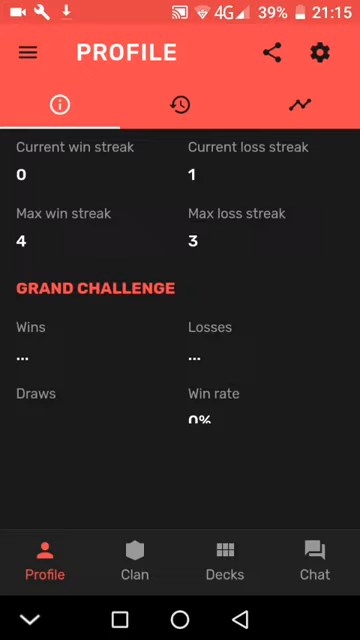 4G 39% 21:15
PROFILE
Current win streak Current loss streak
0 1
Max win streak Max loss streak
4 3
GRAND CHALLENGE
Wins Losses
... ...
Draws Win rate
0%
Profile Clan Decks Chat